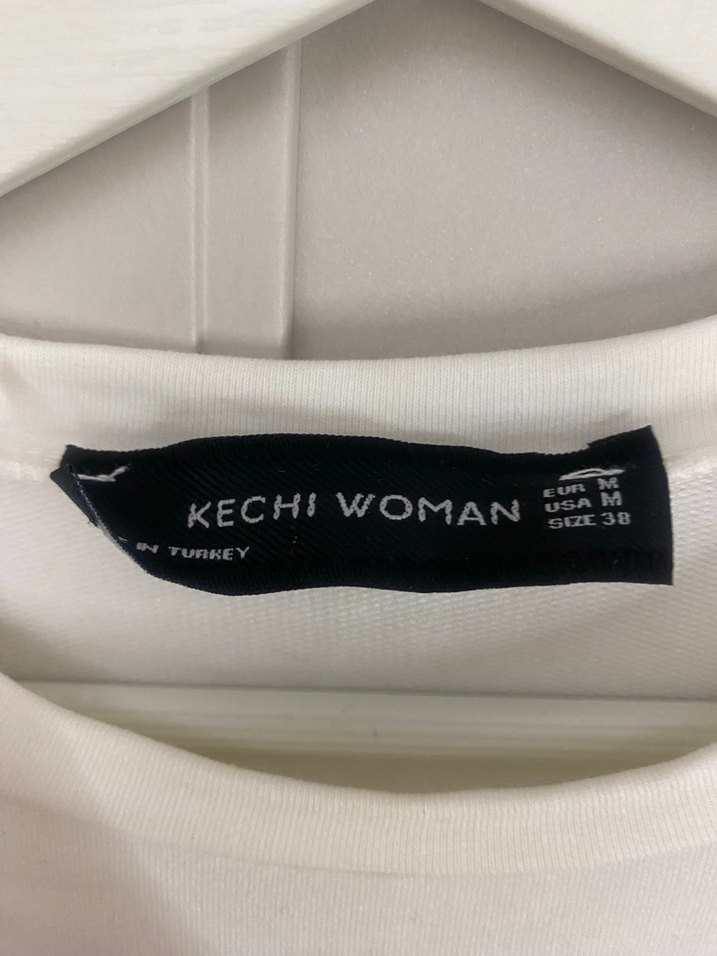 KECHI WOMAN
EUR M
USA M
SIZE 38
IN TURKEY